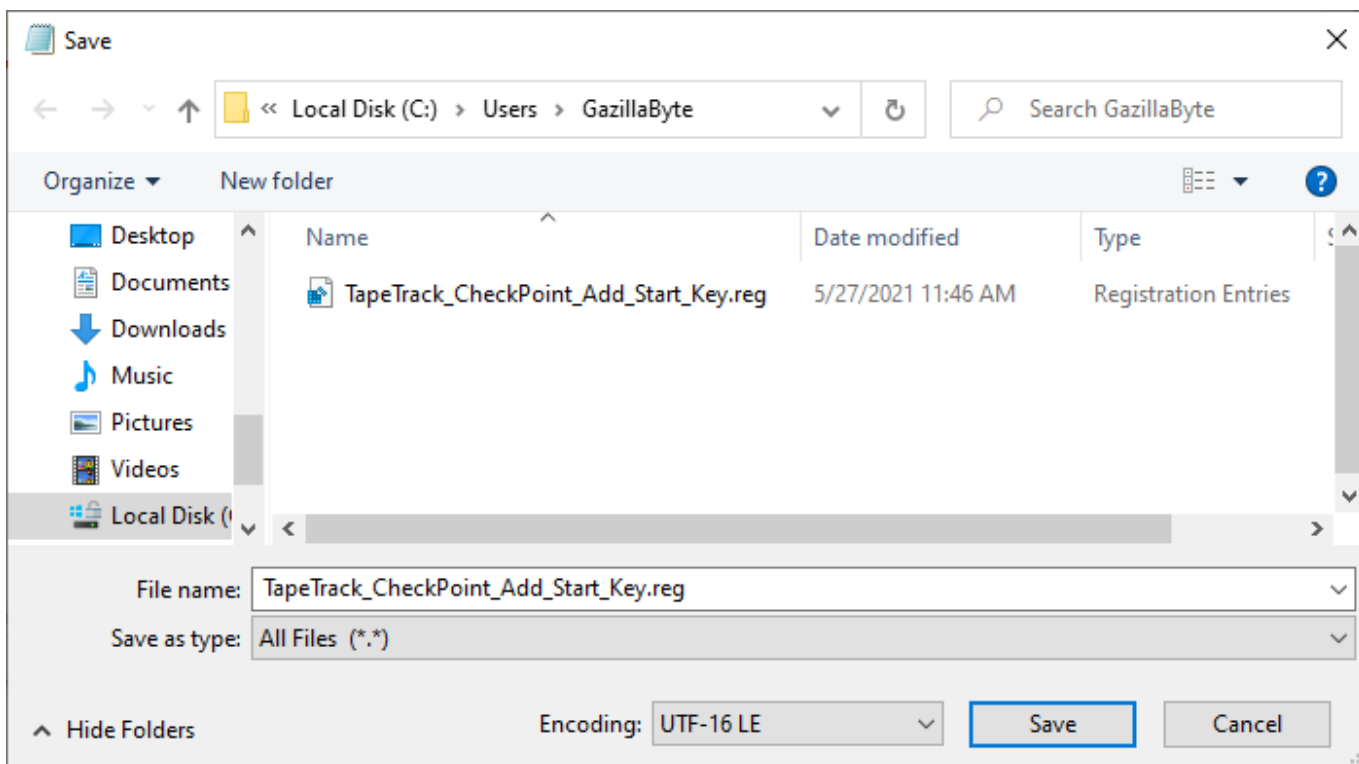 Save
« Local Disk (C:) > Users > GazillaByte
Search GazillaByte
Organize
New folder
?
Desktop
Documents
Downloads
Music
Pictures
Videos
Local Disk (
Name
Date modified
Type
TapeTrack_CheckPoint_Add_Start_Key.reg
5/27/2021 11:46 AM
Registration Entries
File name: TapeTrack_CheckPoint_Add_Start_Key.reg
Save as type: All Files (*.*)
Hide Folders
Encoding: UTF-16 LE
Save
Cancel